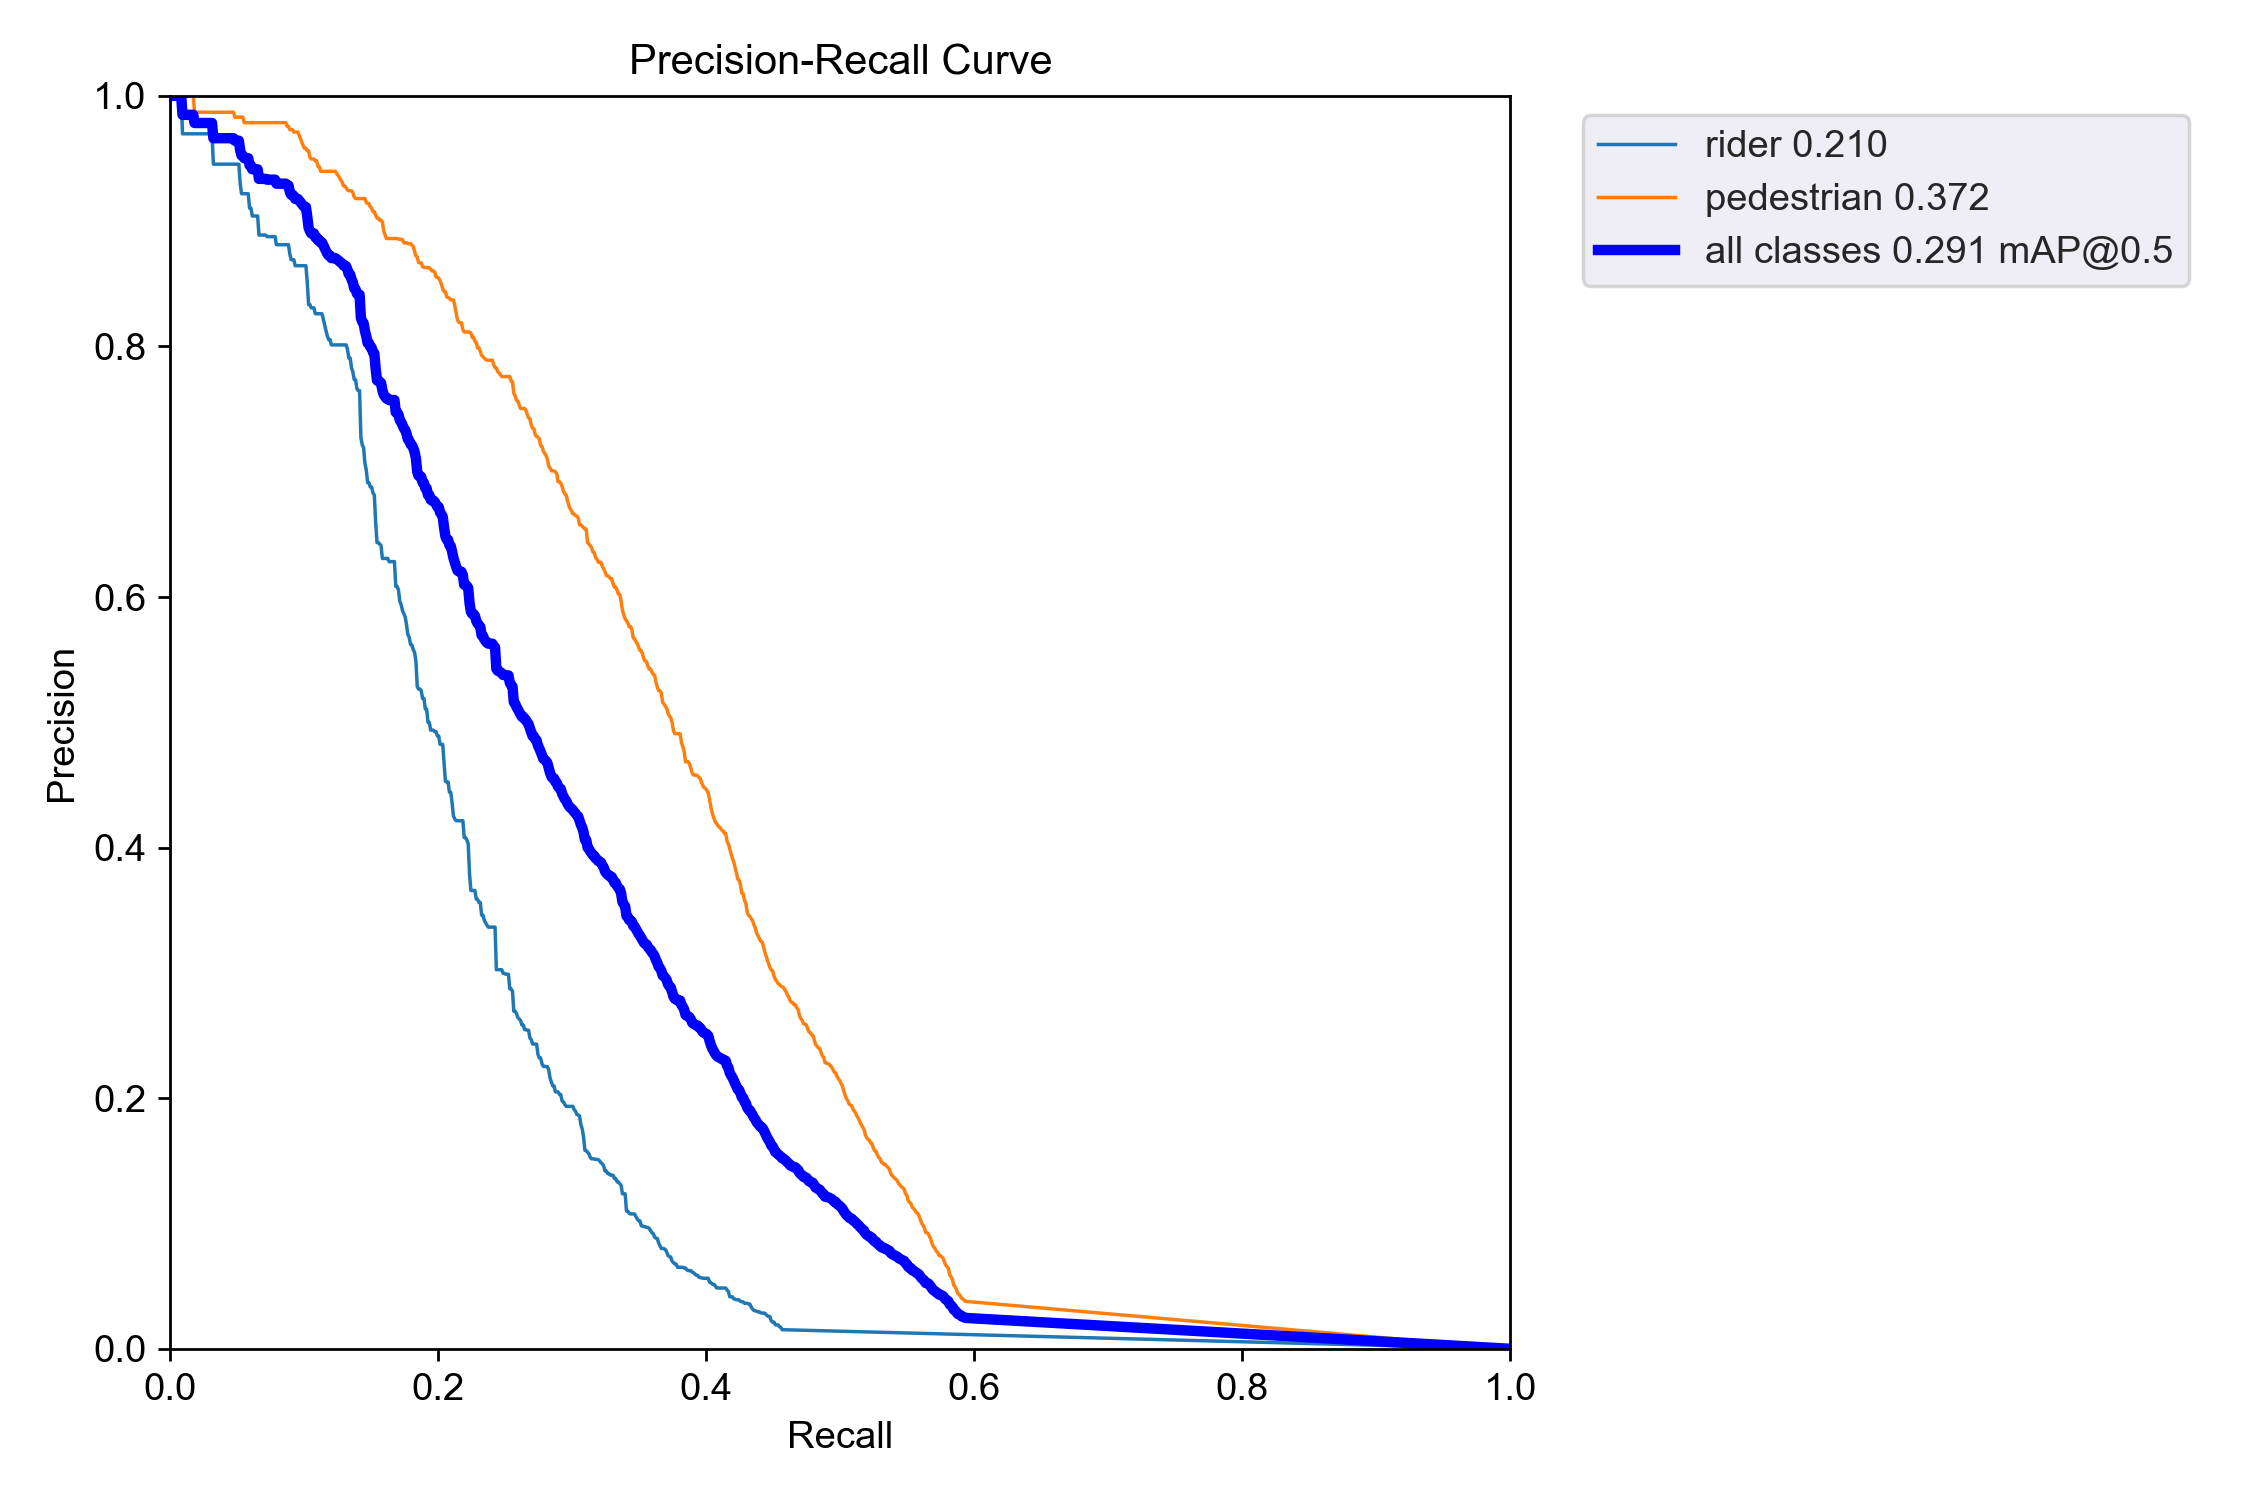 Precision-Recall Curve
1.0
0.8
0.6
0.4
0.2
0.0
Precision
0.0 0.2 0.4 0.6 0.8 1.0
Recall
rider 0.210
pedestrian 0.372
all classes 0.291 mAP@0.5